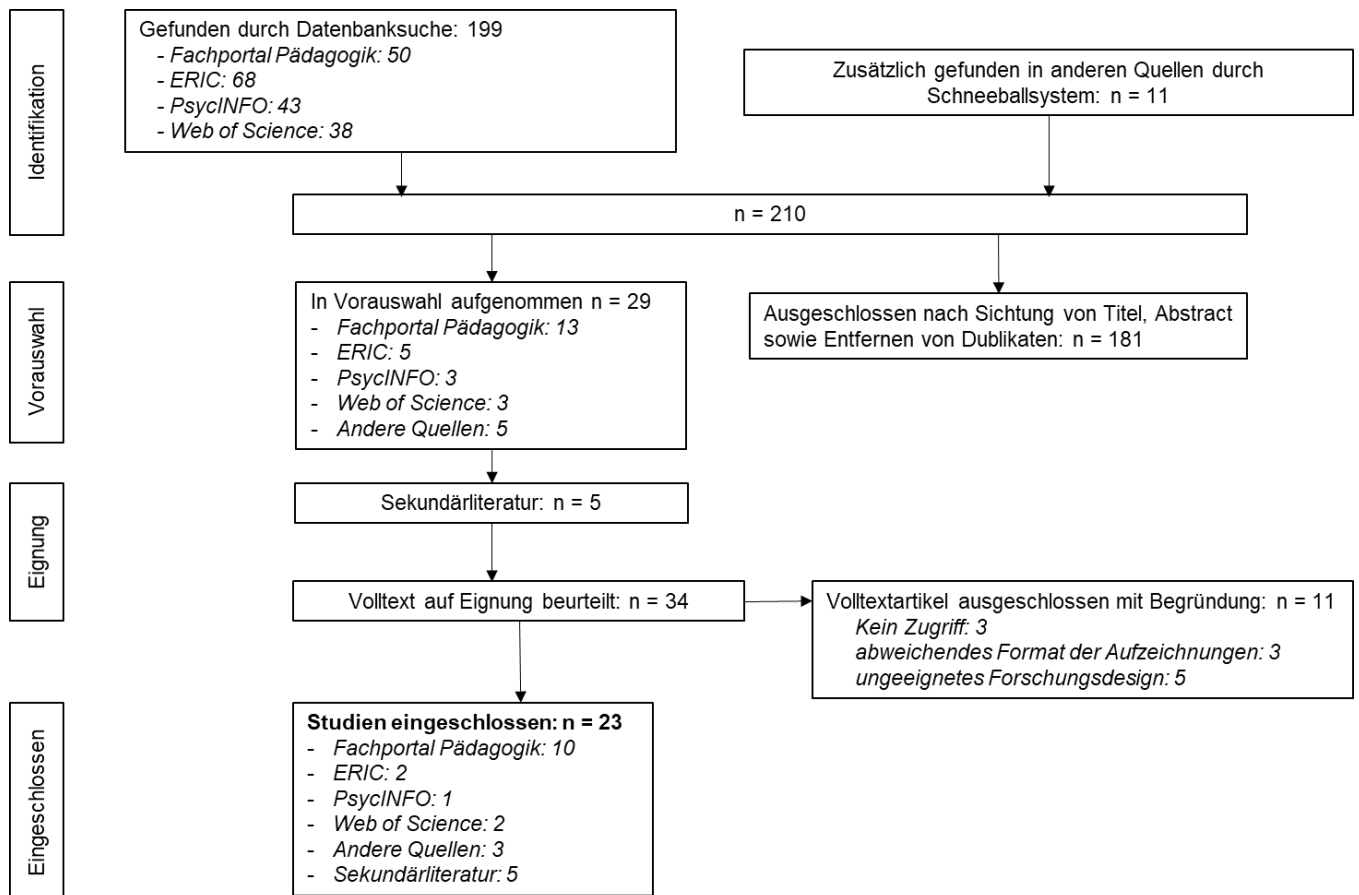 Identifikation
Gefunden durch Datenbanksuche: 199
- Fachportal Pädagogik: 50
- ERIC: 68
- PsycINFO: 43
- Web of Science: 38
Zusätzlich gefunden in anderen Quellen durch
Schneeballsystem: n = 11
n = 210
Vorauswahl
In Vorauswahl aufgenommen n = 29
- Fachportal Pädagogik: 13
- ERIC: 5
- PsycINFO: 3
- Web of Science: 3
- Andere Quellen: 5
Ausgeschlossen nach Sichtung von Titel, Abstract
sowie Entfernen von Dublikaten: n = 181
Eignung
Sekundärliteratur: n = 5
Volltext auf Eignung beurteilt: n = 34
Volltextartikel ausgeschlossen mit Begründung: n = 11
Kein Zugriff: 3
abweichendes Format der Aufzeichnungen: 3
ungeeignetes Forschungsdesign: 5
Eingeschlossen
Studien eingeschlossen: n = 23
- Fachportal Pädagogik: 10
- ERIC: 2
- PsycINFO: 1
- Web of Science: 2
- Andere Quellen: 3
- Sekundärliteratur: 5